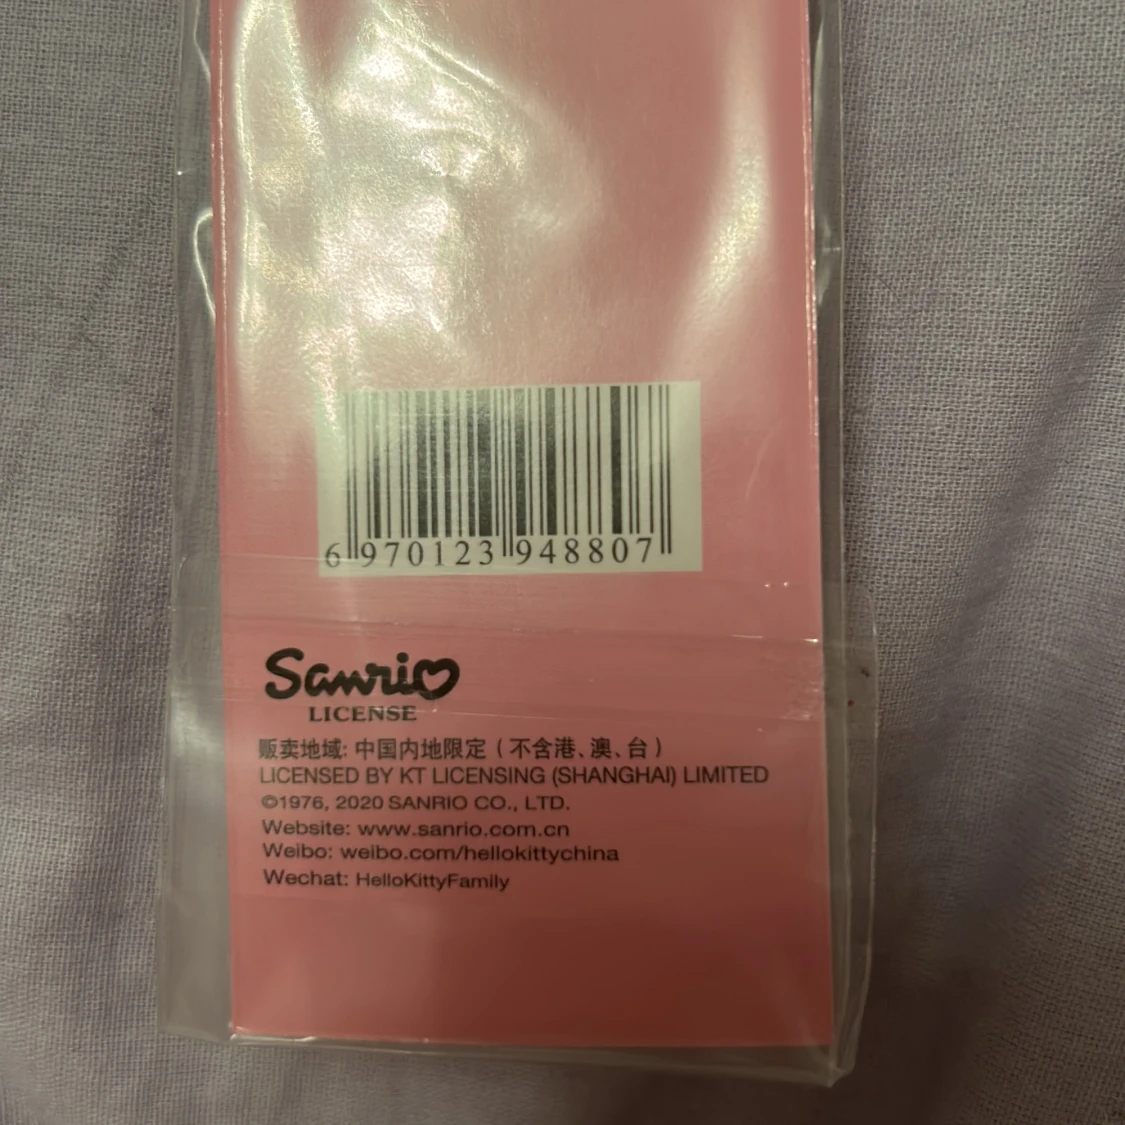 6 970123 948807
Sanrio
LICENSE
贩卖地域: 中国内地限定（不含港、澳、台）
LICENSED BY KT LICENSING (SHANGHAI) LIMITED
©1976, 2020 SANRIO CO., LTD.
Website: www.sanrio.com.cn
Weibo: weibo.com/hellokittychina
Wechat: HelloKittyFamily